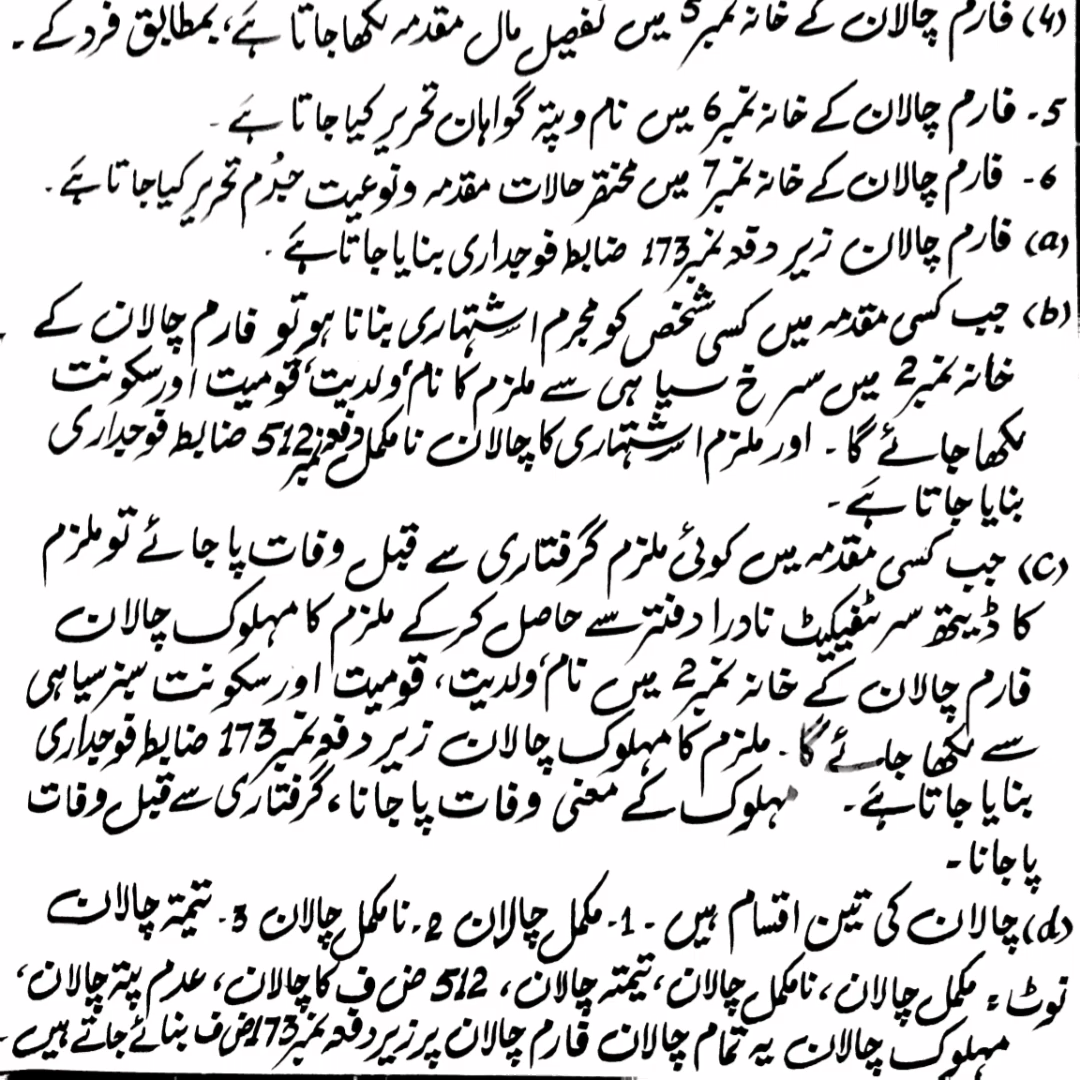 (4) فارم چالان کے خانہ نمبر 5 میں تفصیل مال مقدمہ لکھا جاتا ہے، بمطابق فرد کے۔
5۔ فارم چالان کے خانہ نمبر 6 میں نام و پتہ گواہان تحریر کیا جاتا ہے۔
6۔ فارم چالان کے خانہ نمبر 7 میں مختصر حالات مقدمہ و نوعیت جُرم تحریر کیا جاتا ہے۔
(a) فارم چالان زیر دفعہ نمبر 173 ضابطہ فوجداری بنایا جاتا ہے۔
(b) جب کسی مقدمہ میں کسی شخص کو مجرم اشتہاری بنانا ہو تو فارم چالان کے
خانہ نمبر 2 میں سرخ سیاہی سے ملزم کا نام، ولدیت، قومیت اور سکونت
لکھا جائے گا۔ اور ملزم اشتہاری کا چالان نامکمل دفعہ نمبر 512 ضابطہ فوجداری
بنایا جاتا ہے۔
(c) جب کسی مقدمہ میں کوئی ملزم گرفتاری سے قبل وفات پا جائے تو ملزم
کا ڈیتھ سرٹیفیکیٹ نادرا دفتر سے حاصل کر کے ملزم کا مہلوک چالان
فارم چالان کے خانہ نمبر 2 میں نام، ولدیت، قومیت اور سکونت سبز سیاہی
سے لکھا جائے گا۔ ملزم کا مہلوک چالان زیر دفعہ نمبر 173 ضابطہ فوجداری
بنایا جاتا ہے۔ مہلوک کے معنی وفات پا جانا، گرفتاری سے قبل وفات
پا جانا۔
(d) چالان کی تین اقسام ہیں۔ 1۔ مکمل چالان 2۔ نامکمل چالان 3۔ تیمتہ چالان
نوٹ: مکمل چالان، نامکمل چالان، تیمتہ چالان، 512 ض ف کا چالان، عدم پتہ چالان،
مہلوک چالان یہ تمام چالان فارم چالان پر زیر دفعہ نمبر 173 ض ف بنائے جاتے ہیں۔